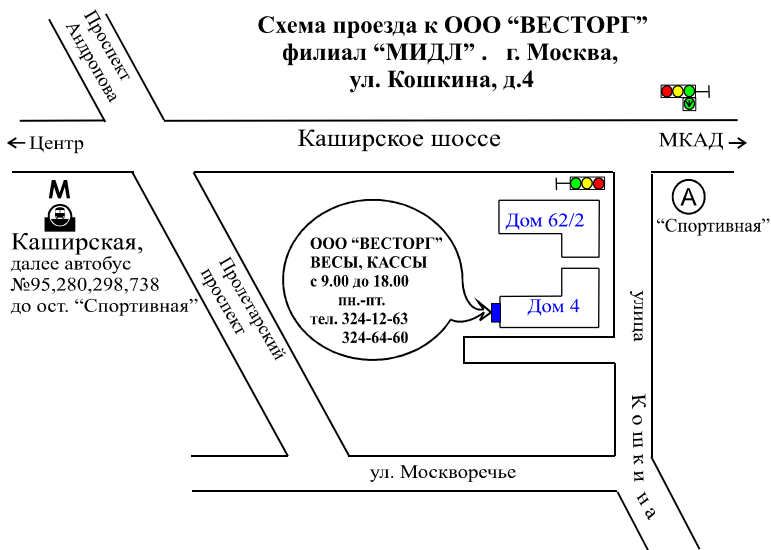 Схема проезда к ООО “ВЕСТОРГ”
филиал “МИДЛ” . г. Москва,
ул. Кошкина, д.4
Проспект
Андропова
← Центр
Каширское шоссе
МКАД →
М
Каширская,
далее автобус
№95,280,298,738
до ост. “Спортивная”
Пролетарский
проспект
ООО “ВЕСТОРГ”
ВЕСЫ, КАССЫ
с 9.00 до 18.00
пн.-пт.
тел. 324-12-63
324-64-60
Дом 62/2
Дом 4
А
“Спортивная”
улица
Кошкина
ул. Москворечье